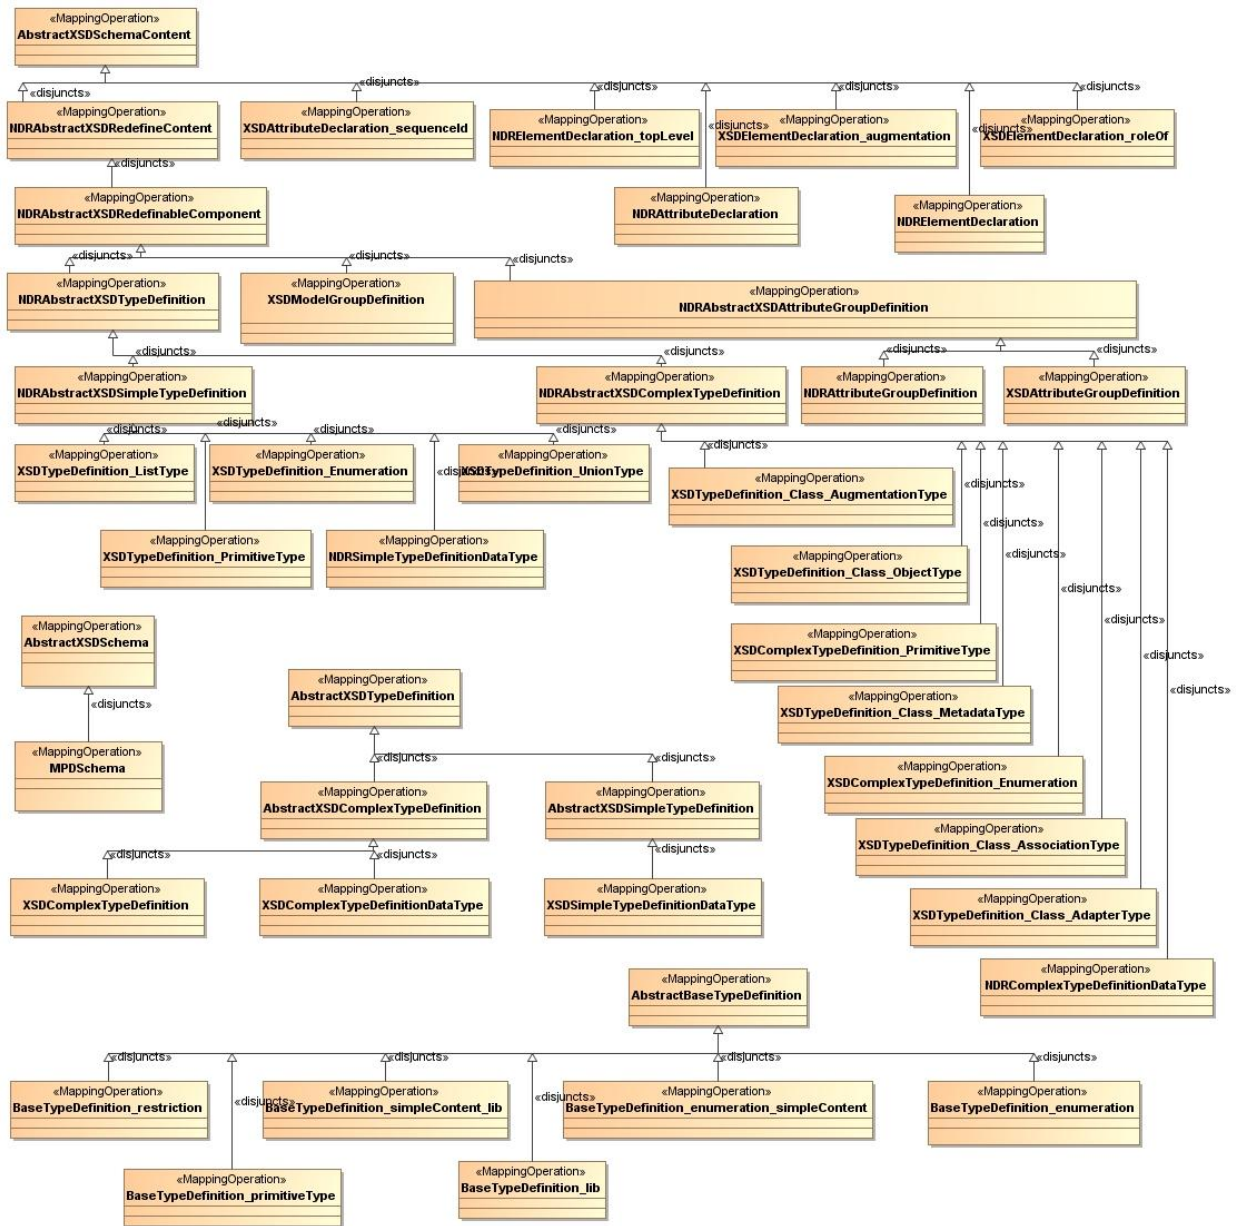 «MappingOperation»
AbstractXSDSchemaContent
«disjuncts»
«disjuncts»
«disjuncts»
«disjuncts»
«disjuncts»
«MappingOperation»
NDRAbstractXSDRedefineContent
«MappingOperation»
XSDAttributeDeclaration_sequenceId
«MappingOperation»
NDRElementDeclaration_topLevel
«disjuncts»
«MappingOperation»
XSDElementDeclaration_augmentation
«disjuncts»
«MappingOperation»
XSDElementDeclaration_roleOf
«disjuncts»
«MappingOperation»
NDRAbstractXSDRedefinableComponent
«MappingOperation»
NDRAttributeDeclaration
«MappingOperation»
NDRElementDeclaration
«disjuncts»
«disjuncts»
«disjuncts»
«MappingOperation»
NDRAbstractXSDTypeDefinition
«MappingOperation»
XSDModelGroupDefinition
«MappingOperation»
NDRAbstractXSDAttributeGroupDefinition
«disjuncts»
«disjuncts»
«disjuncts»
«disjuncts»
«MappingOperation»
NDRAbstractXSDSimpleTypeDefinition
«MappingOperation»
NDRAbstractXSDComplexTypeDefinition
«MappingOperation»
NDRAttributeGroupDefinition
«MappingOperation»
XSDAttributeGroupDefinition
«disjuncts»
«disjuncts»
«disjuncts»
«disjuncts»
«MappingOperation»
XSDTypeDefinition_ListType
«MappingOperation»
XSDTypeDefinition_Enumeration
«disjuncts»
«MappingOperation»
XSDTypeDefinition_UnionType
«disjuncts»
«MappingOperation»
XSDTypeDefinition_Class_AugmentationType
«disjuncts»
«MappingOperation»
XSDTypeDefinition_PrimitiveType
«MappingOperation»
NDRSimpleTypeDefinitionDataType
«disjuncts»
«MappingOperation»
XSDTypeDefinition_Class_ObjectType
«disjuncts»
«disjuncts»
«disjuncts»
«MappingOperation»
AbstractXSDSchema
«MappingOperation»
XSDComplexTypeDefinition_PrimitiveType
«disjuncts»
«disjuncts»
«MappingOperation»
AbstractXSDTypeDefinition
«MappingOperation»
XSDTypeDefinition_Class_MetadataType
«disjuncts»
«MappingOperation»
MPDSchema
«disjuncts»
«disjuncts»
«MappingOperation»
XSDComplexTypeDefinition_Enumeration
«MappingOperation»
AbstractXSDComplexTypeDefinition
«MappingOperation»
AbstractXSDSimpleTypeDefinition
«MappingOperation»
XSDTypeDefinition_Class_AssociationType
«disjuncts»
«disjuncts»
«disjuncts»
«MappingOperation»
XSDComplexTypeDefinition
«MappingOperation»
XSDComplexTypeDefinitionDataType
«MappingOperation»
XSDSimpleTypeDefinitionDataType
«MappingOperation»
XSDTypeDefinition_Class_AdapterType
«MappingOperation»
NDRComplexTypeDefinitionDataType
«MappingOperation»
AbstractBaseTypeDefinition
«disjuncts»
«disjuncts»
«disjuncts»
«disjuncts»
«MappingOperation»
BaseTypeDefinition_restriction
«disjuncts»
«MappingOperation»
BaseTypeDefinition_simpleContent_lib
«disjuncts»
«MappingOperation»
BaseTypeDefinition_enumeration_simpleContent
«MappingOperation»
BaseTypeDefinition_enumeration
«MappingOperation»
BaseTypeDefinition_primitiveType
«MappingOperation»
BaseTypeDefinition_lib